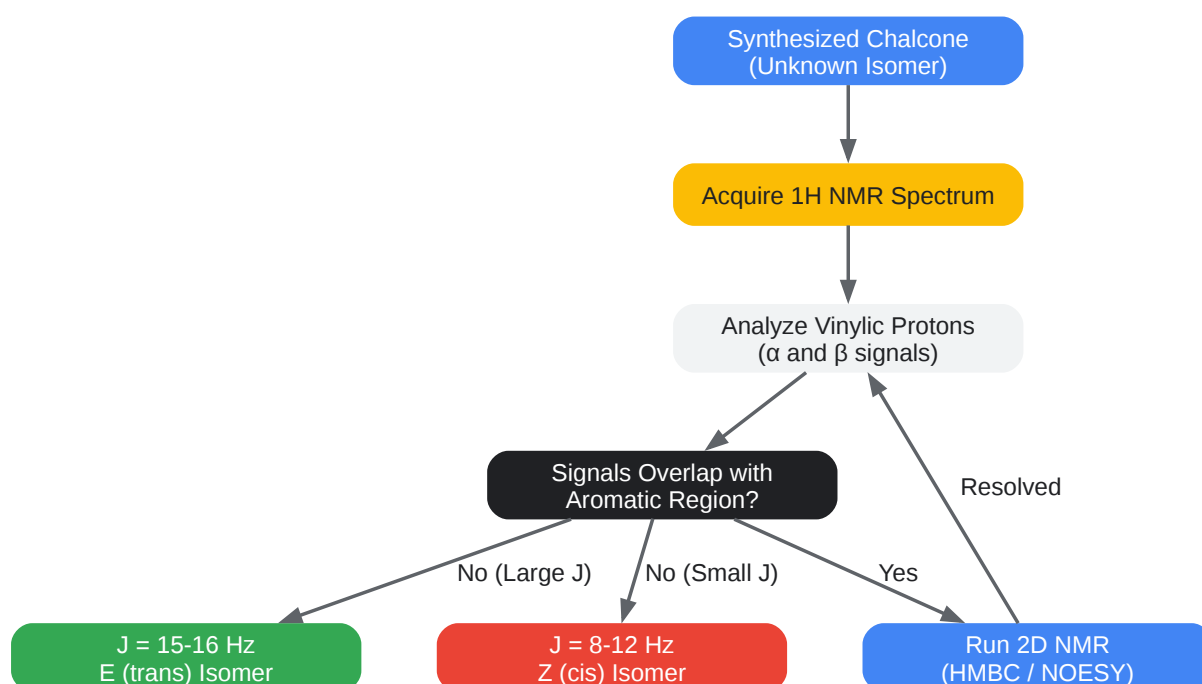 Synthesized Chalcone
(Unknown Isomer)
Acquire 1H NMR Spectrum
Analyze Vinylic Protons
(α and β signals)
Signals Overlap with
Aromatic Region?
Resolved
No (Large J)
No (Small J)
Yes
J = 15-16 Hz
E (trans) Isomer
J = 8-12 Hz
Z (cis) Isomer
Run 2D NMR
(HMBC / NOESY)